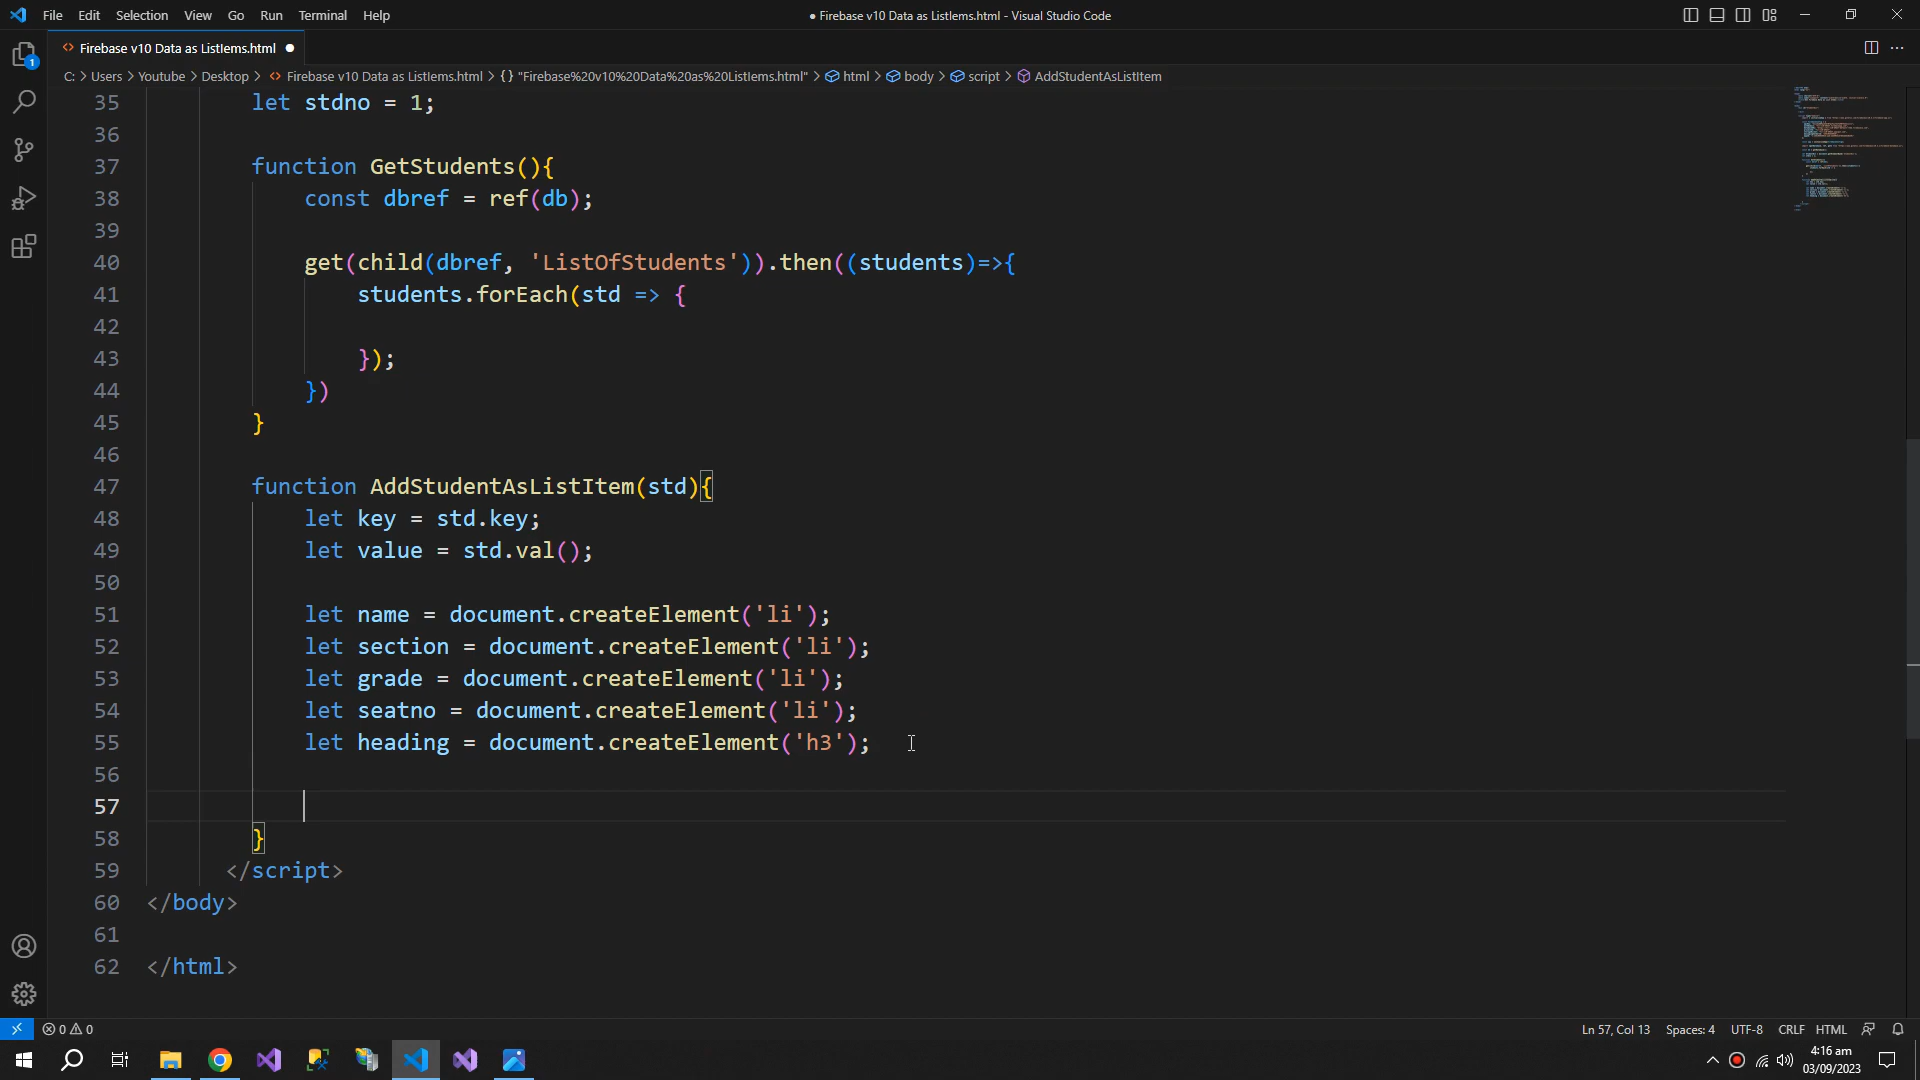 File Edit Selection View Go Run Terminal Help
● Firebase v10 Data as ListIems.html - Visual Studio Code
Firebase v10 Data as ListIems.html
C: > Users > Youtube > Desktop > Firebase v10 Data as ListIems.html > {} "Firebase%20v10%20Data%20as%20ListIems.html" > html > body > script > AddStudentAsListItem
35 let stdno = 1;
36
37 function GetStudents(){
38 const dbref = ref(db);
39
40 get(child(dbref, 'ListOfStudents')).then((students)=>{
41 students.forEach(std => {
42
43 });
44 })
45 }
46
47 function AddStudentAsListItem(std){
48 let key = std.key;
49 let value = std.val();
50
51 let name = document.createElement('li');
52 let section = document.createElement('li');
53 let grade = document.createElement('li');
54 let seatno = document.createElement('li');
55 let heading = document.createElement('h3');
56
57
58 }
59 </script>
60 </body>
61
62 </html>
1
0 0
Ln 57, Col 13 Spaces: 4 UTF-8 CRLF HTML
4:16 am
03/09/2023